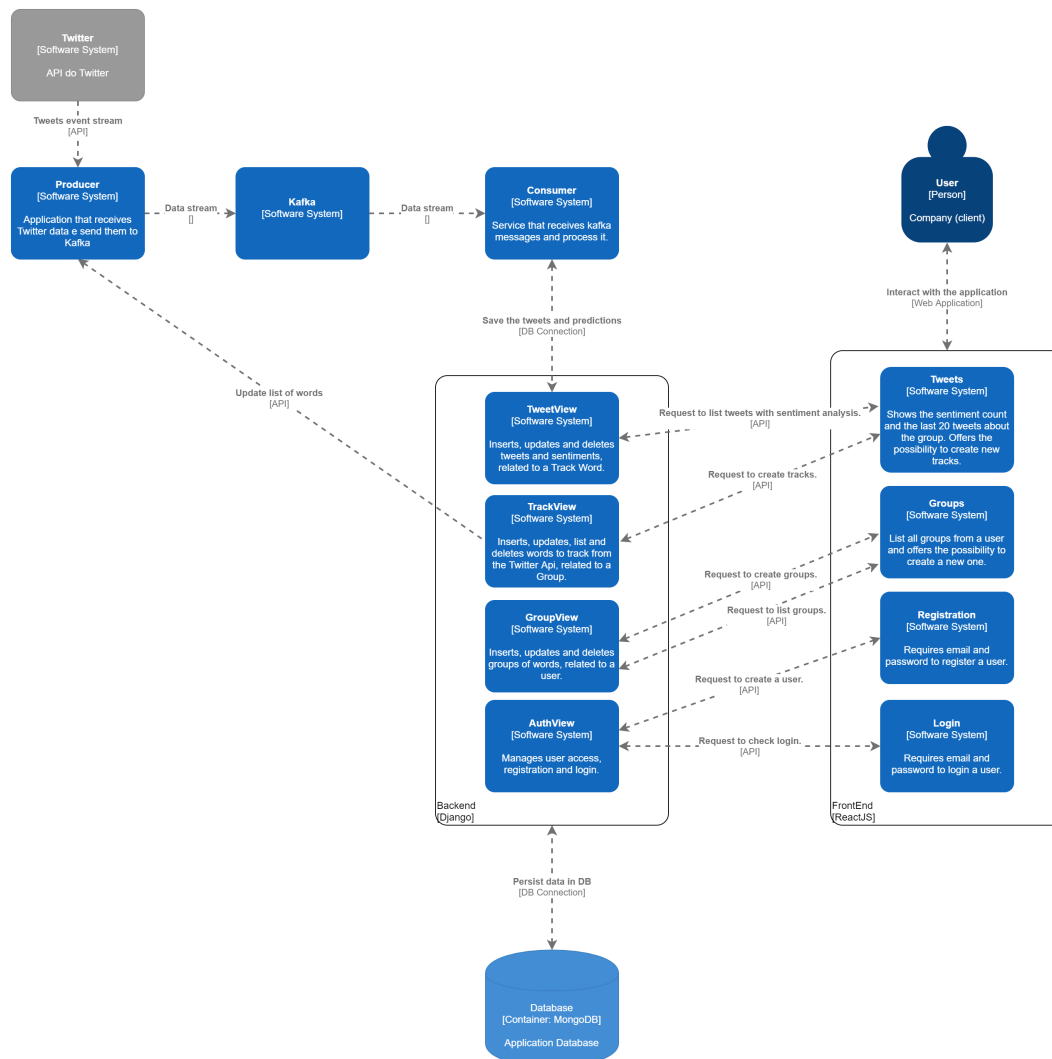 Twitter
[Software System]
API do Twitter
Tweets event stream
[API]
Producer
[Software System]
Application that receives
Twitter data e send them to
Kafka
Data stream
[]
Kafka
[Software System]
Data stream
[]
Consumer
[Software System]
Service that receives kafka
messages and process it.
User
[Person]
Company (client)
Interact with the application
[Web Application]
Save the tweets and predictions
[DB Connection]
Update list of words
[API]
TweetView
[Software System]
Inserts, updates and deletes
tweets and sentiments,
related to a Track Word.
TrackView
[Software System]
Inserts, updates, list and
deletes words to track from
the Twitter Api, related to a
Group.
GroupView
[Software System]
Inserts, updates and deletes
groups of words, related to a
user.
AuthView
[Software System]
Manages user access,
registration and login.
Backend
[Django]
Request to list tweets with sentiment analysis.
[API]
Request to create tracks.
[API]
Request to create groups.
[API]
Request to list groups.
[API]
Request to create a user.
[API]
Request to check login.
[API]
Tweets
[Software System]
Shows the sentiment count
and the last 20 tweets about
the group. Offers the
possibility to create new
tracks.
Groups
[Software System]
List all groups from a user
and offers the possibility to
create a new one.
Registration
[Software System]
Requires email and
password to register a user.
Login
[Software System]
Requires email and
password to login a user.
FrontEnd
[ReactJS]
Persist data in DB
[DB Connection]
Database
[Container: MongoDB]
Application Database